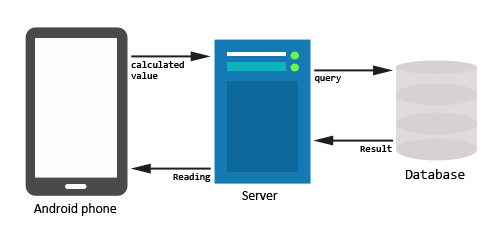 calculated
value
query
Result
Reading
Android phone
Server
Database